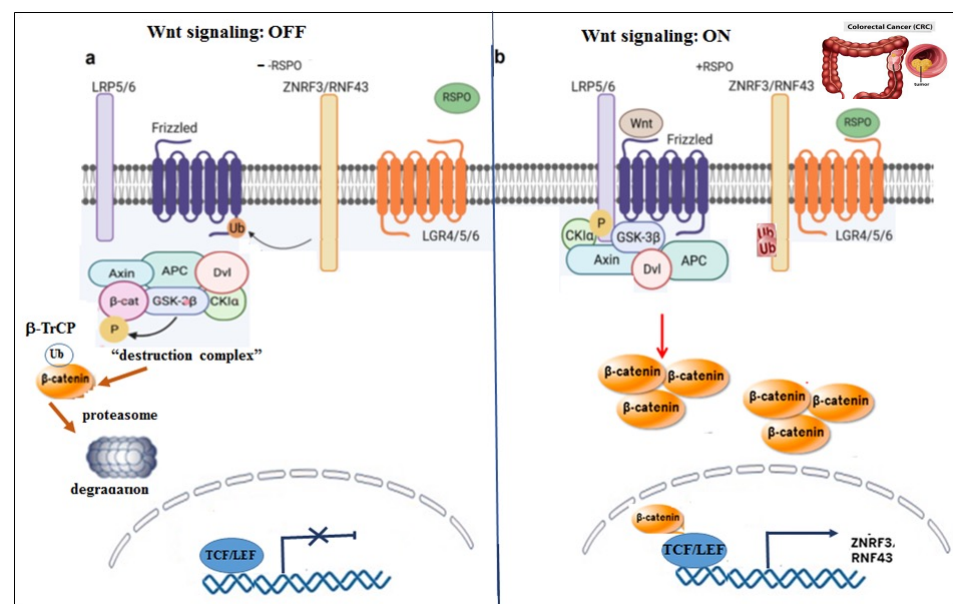 Wnt signaling: OFF
a
- -RSPO
LRP5/6
ZNRF3/RNF43
RSPO
Frizzled
Ub
LGR4/5/6
Axin
APC
Dvl
β-cat
GSK-3β
CKIα
P
β-TrCP
"destruction complex"
Ub
β-catenin
proteasome
degradation
TCF/LEF
Wnt signaling: ON
b
Colorectal Cancer (CRC)
tumor
+RSPO
LRP5/6
ZNRF3/RNF43
Wnt
RSPO
Frizzled
P
CKIα
GSK-3β
Ub
Ub
LGR4/5/6
Axin
Dvl
APC
β-catenin
β-catenin
β-catenin
β-catenin
β-catenin
β-catenin
β-catenin
TCF/LEF
ZNRF3,
RNF43